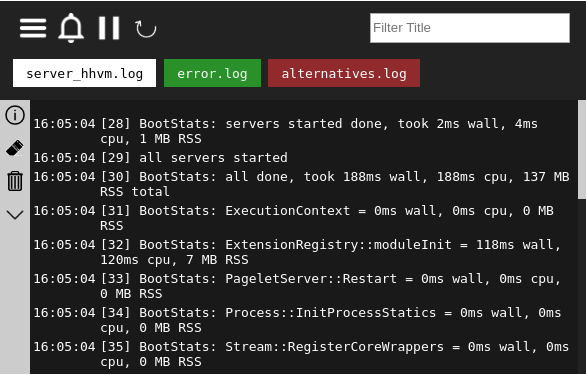 Filter Title
server_hhvm.log error.log alternatives.log
16:05:04 [28] BootStats: servers started done, took 2ms wall, 4ms
cpu, 1 MB RSS
16:05:04 [29] all servers started
16:05:04 [30] BootStats: all done, took 188ms wall, 188ms cpu, 137 MB
RSS total
16:05:04 [31] BootStats: ExecutionContext = 0ms wall, 0ms cpu, 0 MB
RSS
16:05:04 [32] BootStats: ExtensionRegistry::moduleInit = 118ms wall,
120ms cpu, 7 MB RSS
16:05:04 [33] BootStats: PageletServer::Restart = 0ms wall, 0ms cpu,
0 MB RSS
16:05:04 [34] BootStats: Process::InitProcessStatics = 0ms wall, 0ms
cpu, 0 MB RSS
16:05:04 [35] BootStats: Stream::RegisterCoreWrappers = 0ms wall, 0ms
cpu, 0 MB RSS